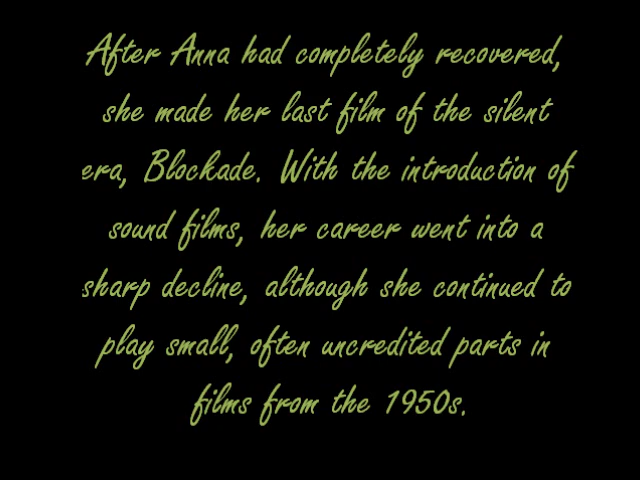 After Anna had completely recovered,
she made her last film of the silent
era, Blockade. With the introduction of
sound films, her career went into a
sharp decline, although she continued to
play small, often uncredited parts in
films from the 1950s.